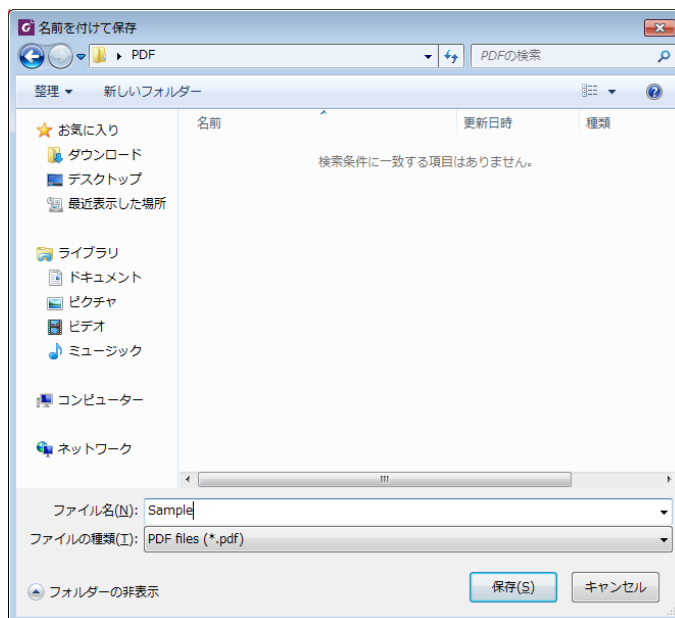 名前を付けて保存
PDF
PDFの検索
整理 新しいフォルダー
お気に入り
ダウンロード
デスクトップ
最近表示した場所
ライブラリ
ドキュメント
ピクチャ
ビデオ
ミュージック
コンピューター
ネットワーク
名前 更新日時 種類
検索条件に一致する項目はありません。
ファイル名(N): Sample
ファイルの種類(T): PDF files (*.pdf)
フォルダーの非表示
保存(S) キャンセル